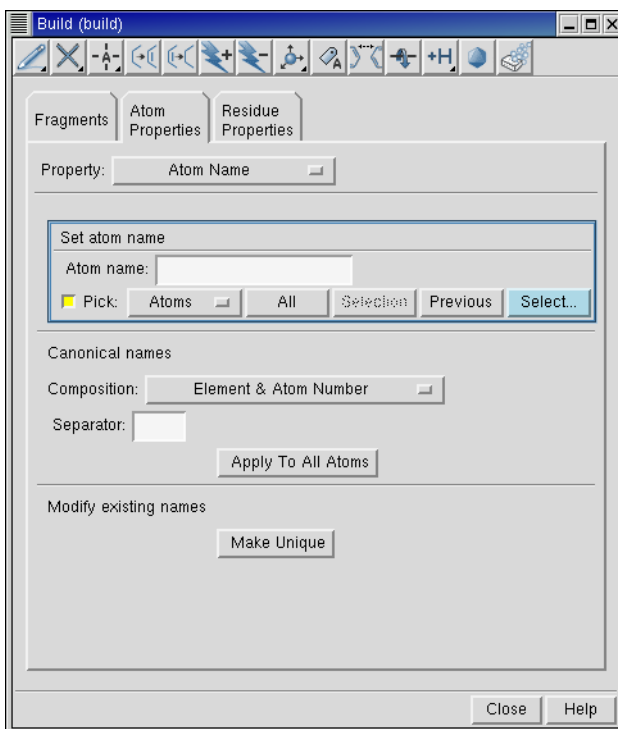 Build (build)
A +H
Fragments
Atom
Properties
Residue
Properties
Property: Atom Name
Set atom name
Atom name:
Pick: Atoms All Selection Previous Select...
Canonical names
Composition: Element & Atom Number
Separator:
Apply To All Atoms
Modify existing names
Make Unique
Close Help